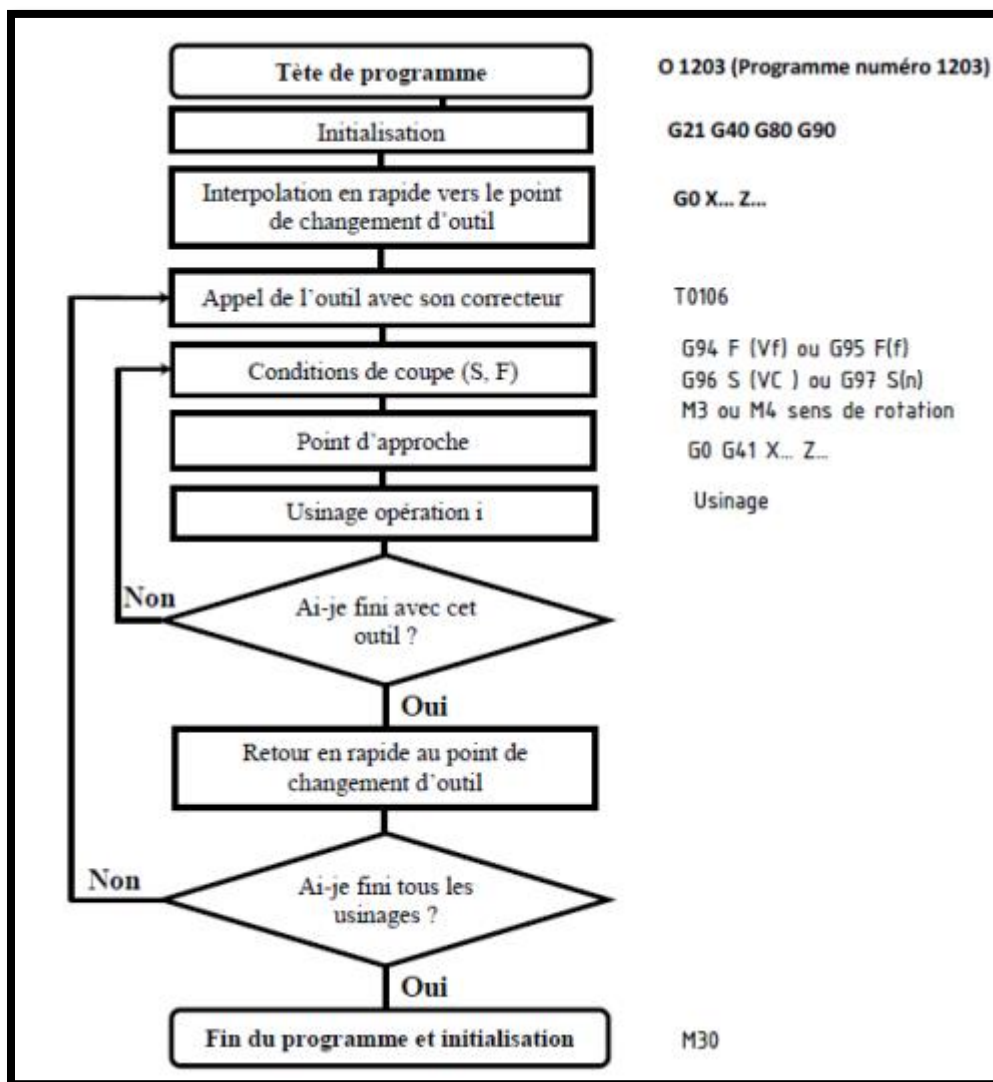 Tète de programme
O 1203 (Programme numéro 1203)
Initialisation
G21 G40 G80 G90
Interpolation en rapide vers le point
de changement d'outil
G0 X... Z...
Appel de l'outil avec son correcteur
T0106
Conditions de coupe (S, F)
G94 F (Vf) ou G95 F(f)
G96 S (VC ) ou G97 S(n)
M3 ou M4 sens de rotation
Point d'approche
G0 G41 X... Z...
Usinage opération i
Usinage
Non
Ai-je fini avec cet
outil ?
Oui
Retour en rapide au point de
changement d'outil
Non
Ai-je fini tous les
usinages ?
Oui
Fin du programme et initialisation
M30